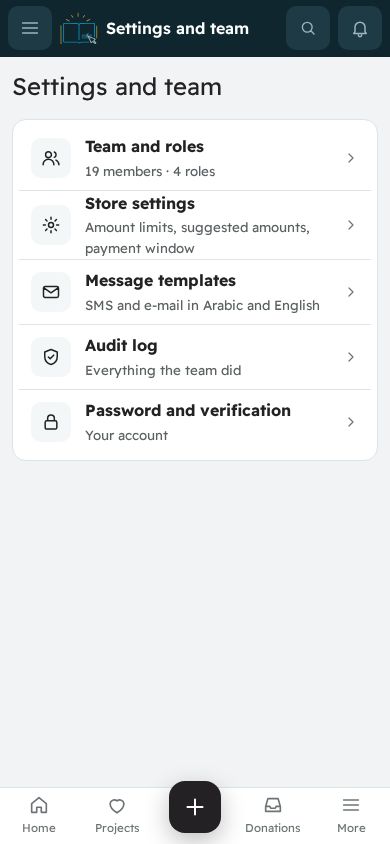 Settings and team
Settings and team
Team and roles
19 members · 4 roles
Store settings
Amount limits, suggested amounts,
payment window
Message templates
SMS and e-mail in Arabic and English
Audit log
Everything the team did
Password and verification
Your account
Home
Projects
Donations
More